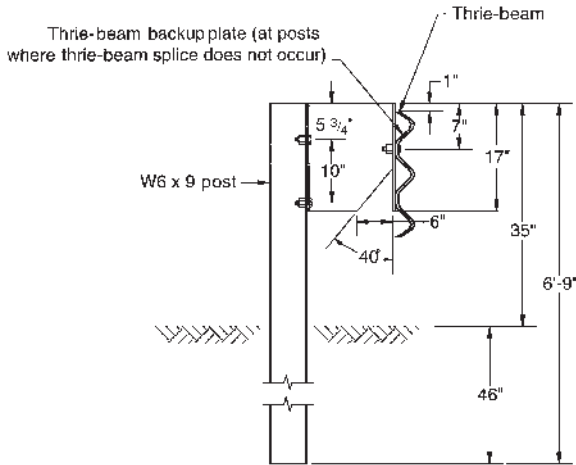 Thrie-beam
Thrie-beam backup plate (at posts
where thrie-beam splice does not occur)
1"
5 3/4"
7"
10"
17"
W6 x 9 post
6"
35"
40°
6'-9"
46"